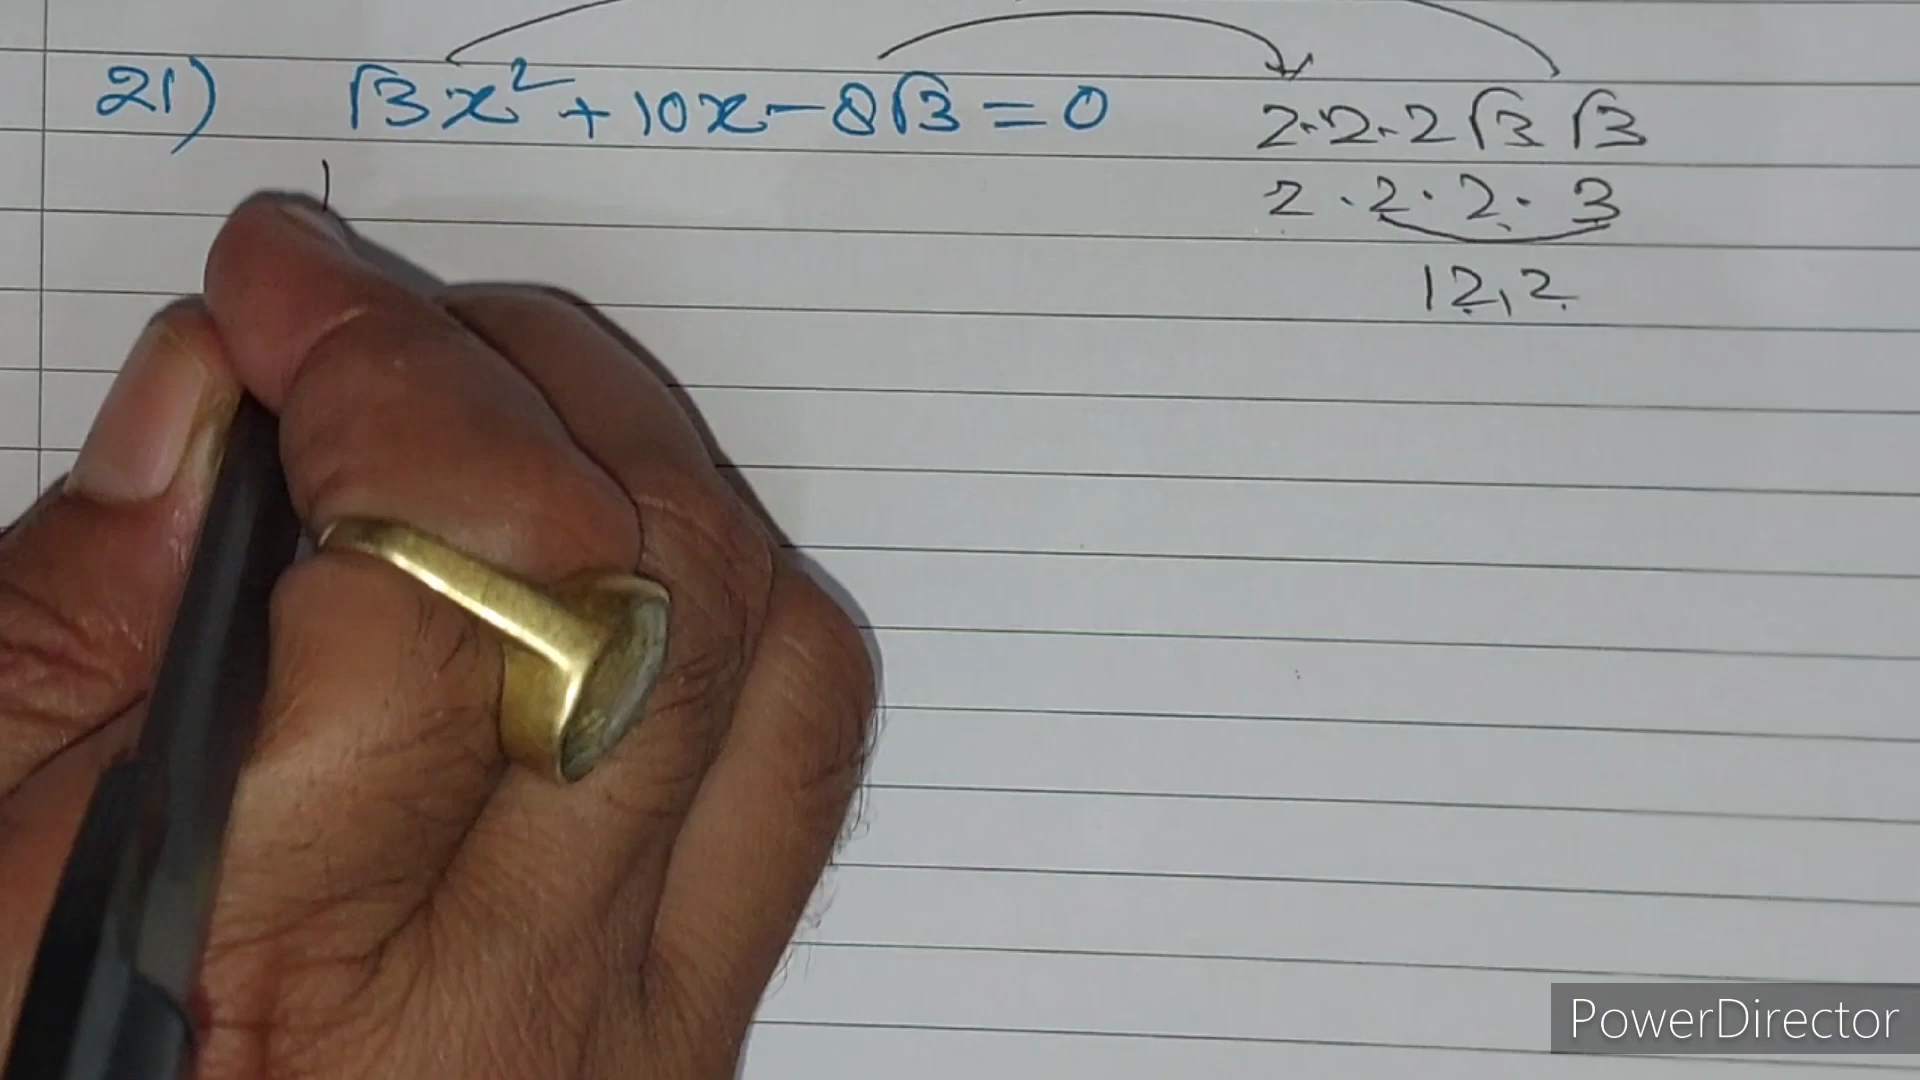 21) √3x² + 10x - 8√3 = 0
2·2·2√3 √3
2·2·2·3
12,2
PowerDirector